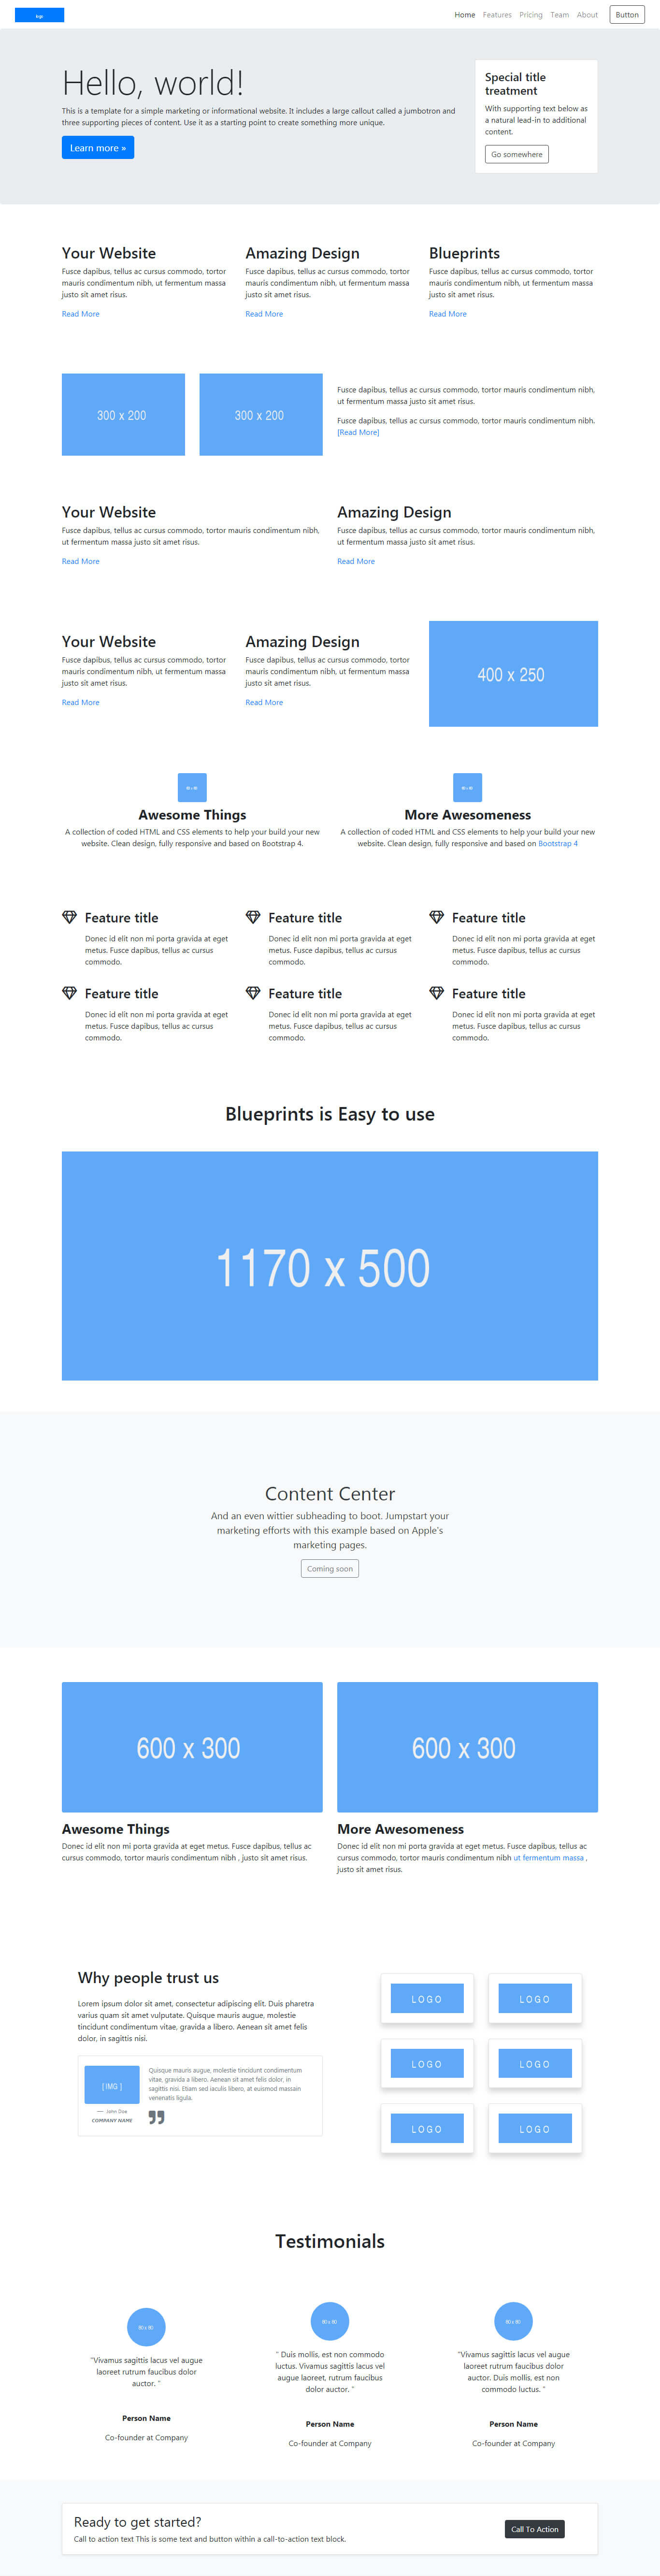 Home Features Pricing Team About Button
Hello, world!
This is a template for a simple marketing or informational website. It includes a large callout called a jumbotron and
three supporting pieces of content. Use it as a starting point to create something more unique.
Learn more »
Special title
treatment
With supporting text below as
a natural lead-in to additional
content.
Go somewhere
Your Website
Fusce dapibus, tellus ac cursus commodo, tortor
mauris condimentum nibh, ut fermentum massa
justo sit amet risus.
Read More
Amazing Design
Fusce dapibus, tellus ac cursus commodo, tortor
mauris condimentum nibh, ut fermentum massa
justo sit amet risus.
Read More
Blueprints
Fusce dapibus, tellus ac cursus commodo, tortor
mauris condimentum nibh, ut fermentum massa
justo sit amet risus.
Read More
300 x 200
300 x 200
Fusce dapibus, tellus ac cursus commodo, tortor mauris condimentum nibh,
ut fermentum massa justo sit amet risus.
Fusce dapibus, tellus ac cursus commodo, tortor mauris condimentum nibh.
[Read More]
Your Website
Fusce dapibus, tellus ac cursus commodo, tortor mauris condimentum nibh,
ut fermentum massa justo sit amet risus.
Read More
Amazing Design
Fusce dapibus, tellus ac cursus commodo, tortor mauris condimentum nibh,
ut fermentum massa justo sit amet risus.
Read More
Your Website
Fusce dapibus, tellus ac cursus commodo, tortor
mauris condimentum nibh, ut fermentum massa
justo sit amet risus.
Read More
Amazing Design
Fusce dapibus, tellus ac cursus commodo, tortor
mauris condimentum nibh, ut fermentum massa
justo sit amet risus.
Read More
400 x 250
Awesome Things
A collection of coded HTML and CSS elements to help your build your new
website. Clean design, fully responsive and based on Bootstrap 4.
More Awesomeness
A collection of coded HTML and CSS elements to help your build your new
website. Clean design, fully responsive and based on Bootstrap 4
Feature title
Donec id elit non mi porta gravida at eget
metus. Fusce dapibus, tellus ac cursus
commodo.
Feature title
Donec id elit non mi porta gravida at eget
metus. Fusce dapibus, tellus ac cursus
commodo.
Feature title
Donec id elit non mi porta gravida at eget
metus. Fusce dapibus, tellus ac cursus
commodo.
Feature title
Donec id elit non mi porta gravida at eget
metus. Fusce dapibus, tellus ac cursus
commodo.
Feature title
Donec id elit non mi porta gravida at eget
metus. Fusce dapibus, tellus ac cursus
commodo.
Feature title
Donec id elit non mi porta gravida at eget
metus. Fusce dapibus, tellus ac cursus
commodo.
Blueprints is Easy to use
1170 x 500
Content Center
And an even wittier subheading to boot. Jumpstart your
marketing efforts with this example based on Apple's
marketing pages.
Coming soon
600 x 300
Awesome Things
Donec id elit non mi porta gravida at eget metus. Fusce dapibus, tellus ac
cursus commodo, tortor mauris condimentum nibh , justo sit amet risus.
600 x 300
More Awesomeness
Donec id elit non mi porta gravida at eget metus. Fusce dapibus, tellus ac
cursus commodo, tortor mauris condimentum nibh ut fermentum massa ,
justo sit amet risus.
Why people trust us
Lorem ipsum dolor sit amet, consectetur adipiscing elit. Duis pharetra
varius quam sit amet vulputate. Quisque mauris augue, molestie
tincidunt condimentum vitae, gravida a libero. Aenean sit amet felis
dolor, in sagittis nisi.
[ IMG ]
— John Doe
COMPANY NAME
Quisque mauris augue, molestie tincidunt condimentum
vitae, gravida a libero. Aenean sit amet felis dolor, in
sagittis nisi. Etiam sed iaculis libero, at euismod massain
venenatis ligula.
LOGO
LOGO
LOGO
LOGO
LOGO
LOGO
Testimonials
80 x 80
"Vivamus sagittis lacus vel augue
laoreet rutrum faucibus dolor
auctor. "
Person Name
Co-founder at Company
80 x 80
" Duis mollis, est non commodo
luctus. Vivamus sagittis lacus vel
augue laoreet, rutrum faucibus
dolor auctor. "
Person Name
Co-founder at Company
80 x 80
"Vivamus sagittis lacus vel augue
laoreet rutrum faucibus dolor
auctor. Duis mollis, est non
commodo luctus. "
Person Name
Co-founder at Company
Ready to get started?
Call to action text This is some text and button within a call-to-action text block.
Call To Action